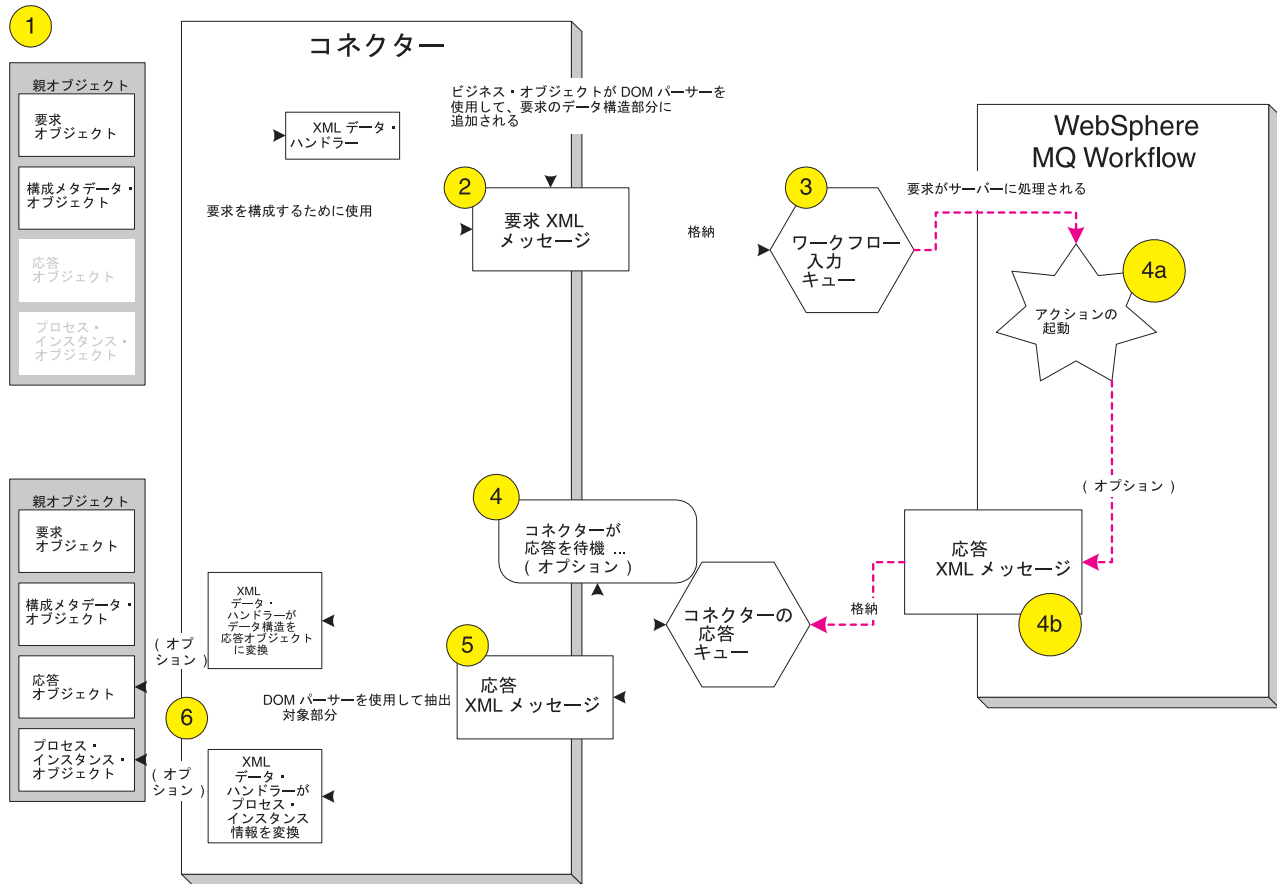 1
親オブジェクト
要求
オブジェクト
構成メタデータ・
オブジェクト
応答
オブジェクト
プロセス・
インスタンス・
オブジェクト
コネクター
XML データ・
ハンドラー
ビジネス・オブジェクトが DOM パーサーを
使用して、要求のデータ構造部分に
追加される
要求を構成するために使用
2
要求 XML
メッセージ
格納
3
ワークフロー
入力
キュー
WebSphere
MQ Workflow
要求がサーバーに処理される
4a
アクションの
起動
( オプション )
応答
XML メッセージ
4b
格納
コネクターの
応答
キュー
4
コネクターが
応答を待機 ...
( オプション )
5
応答
XML メッセージ
DOM パーサーを使用して抽出
対象部分
XML
データ・
ハンドラーが
データ構造を
応答オブジェクト
に変換
( オプ
ション )
6
XML
データ・
ハンドラーが
プロセス・
インスタンス
情報を変換
( オプ
ション )
親オブジェクト
要求
オブジェクト
構成メタデータ・
オブジェクト
応答
オブジェクト
プロセス・
インスタンス・
オブジェクト